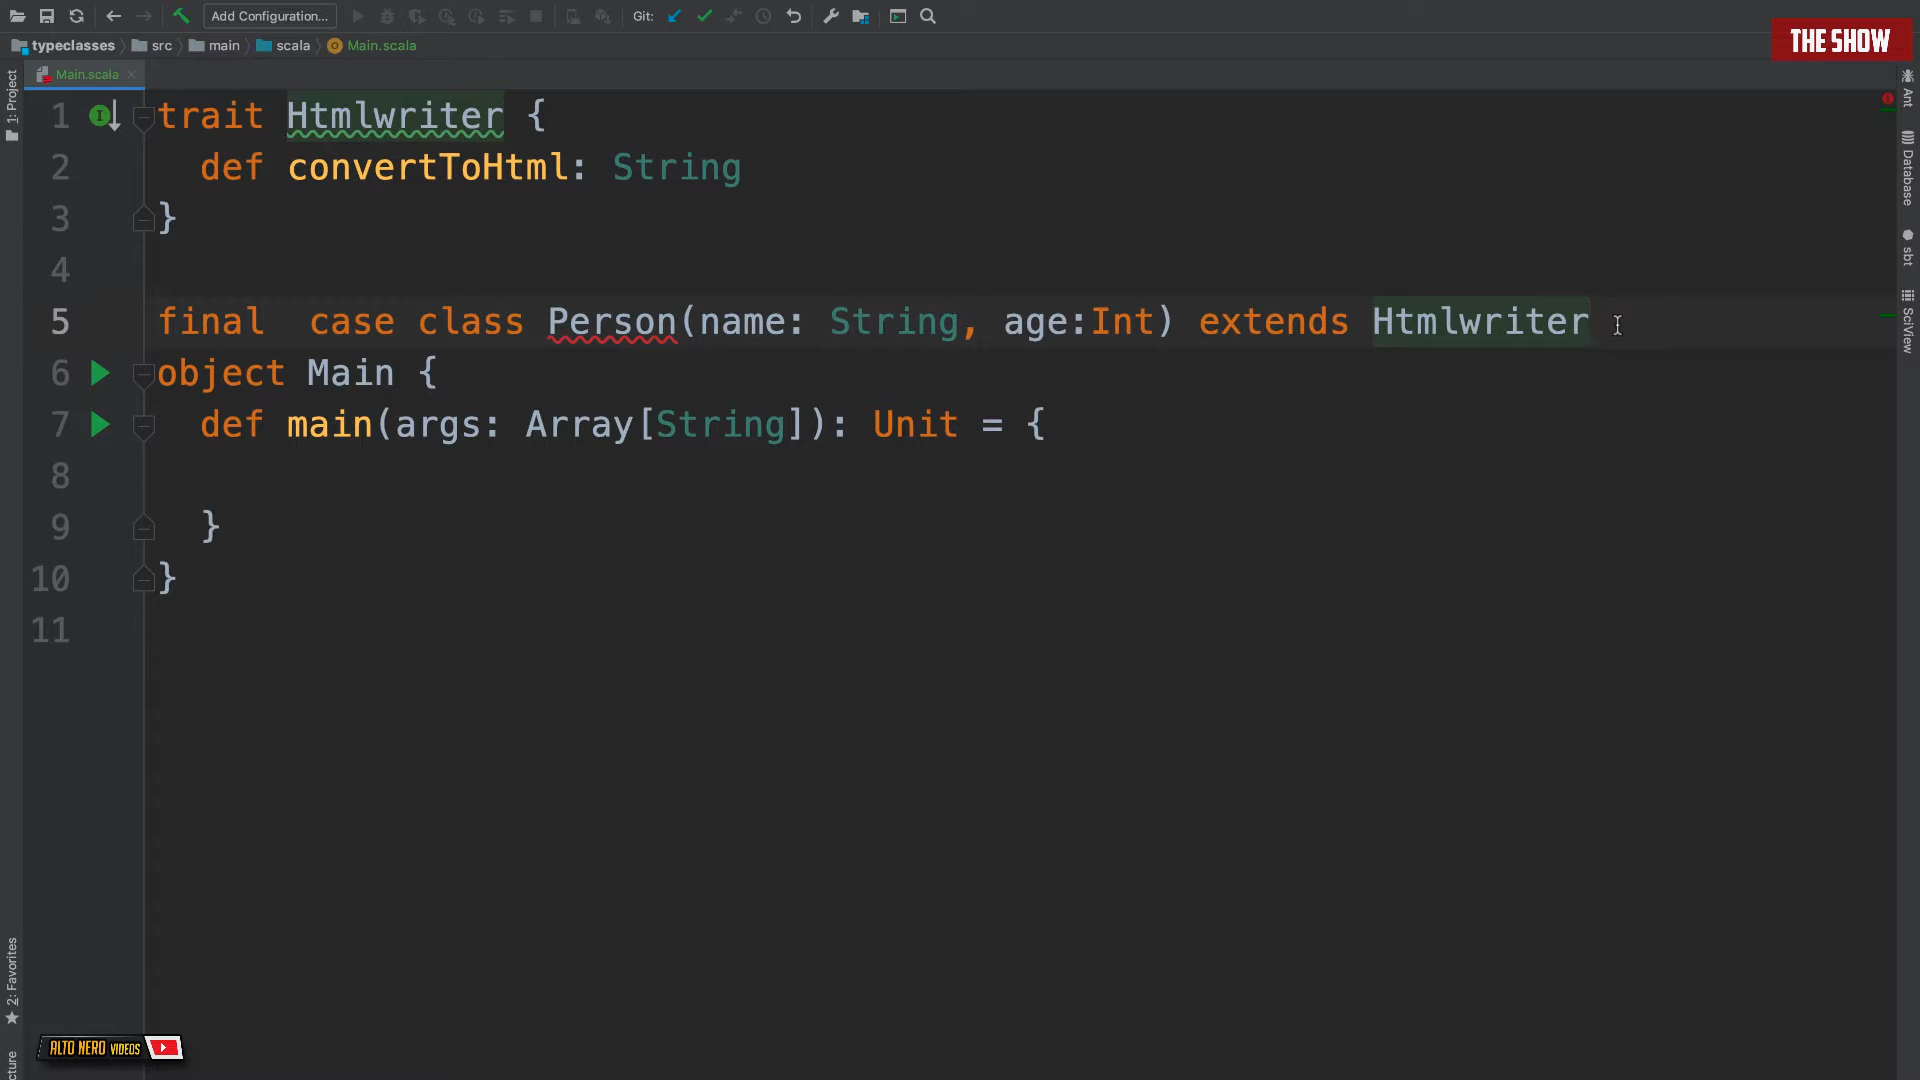 Add Configuration...
Git:
THE SHOW
typeclasses
src
main
scala
Main.scala
Main.scala
1: Project
1 trait Htmlwriter {
2 def convertToHtml: String
3 }
4
5 final case class Person(name: String, age:Int) extends Htmlwriter
6 object Main {
7 def main(args: Array[String]): Unit = {
8
9 }
10 }
11
Ant
Database
sbt
SciView
2: Favorites
cture
ALTO NERO VIDEOS